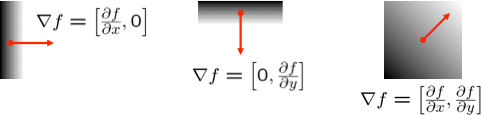 ∇f = [∂f/∂x, 0]
∇f = [0, ∂f/∂y]
∇f = [∂f/∂x, ∂f/∂y]